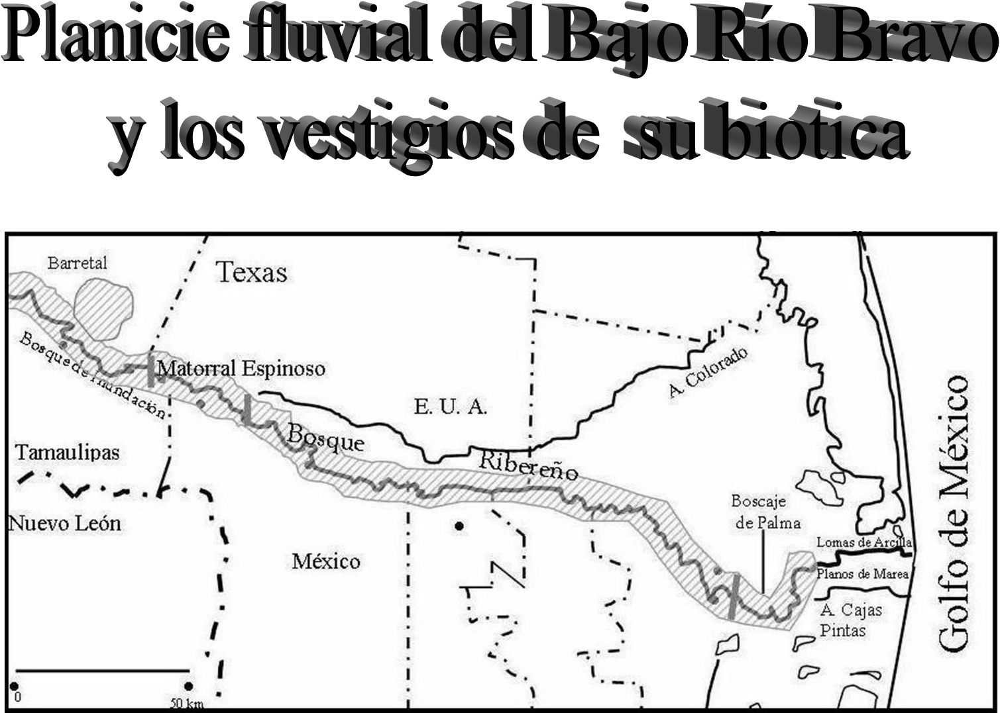 Planicie fluvial del Bajo Río Bravo
y los vestigios de su biotica
Barretal
Texas
Bosque de Inundación
Matorral Espinoso
A. Colorado
E. U. A.
Bosque Ribereño
Tamaulipas
Nuevo León
México
Boscaje
de Palma
Lomas de Arcilla
Planos de Marea
A. Cajas
Pintas
Golfo de México
0
50 km